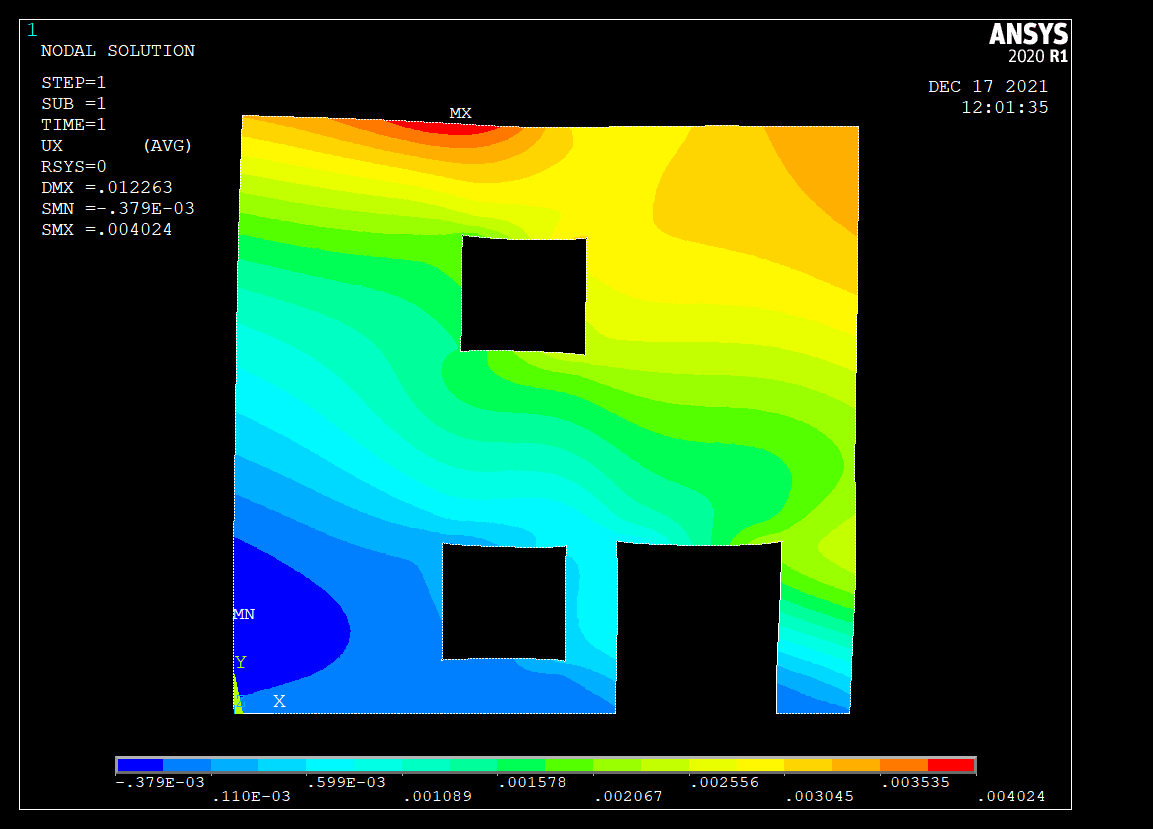 1
ANSYS
2020 R1
NODAL SOLUTION
STEP=1
SUB =1
TIME=1
UX (AVG)
RSYS=0
DMX =.012263
SMN =-.379E-03
SMX =.004024
DEC 17 2021
12:01:35
MX
MN
Y
X
-.379E-03 .599E-03 .001578 .002556 .003535
.110E-03 .001089 .002067 .003045 .004024